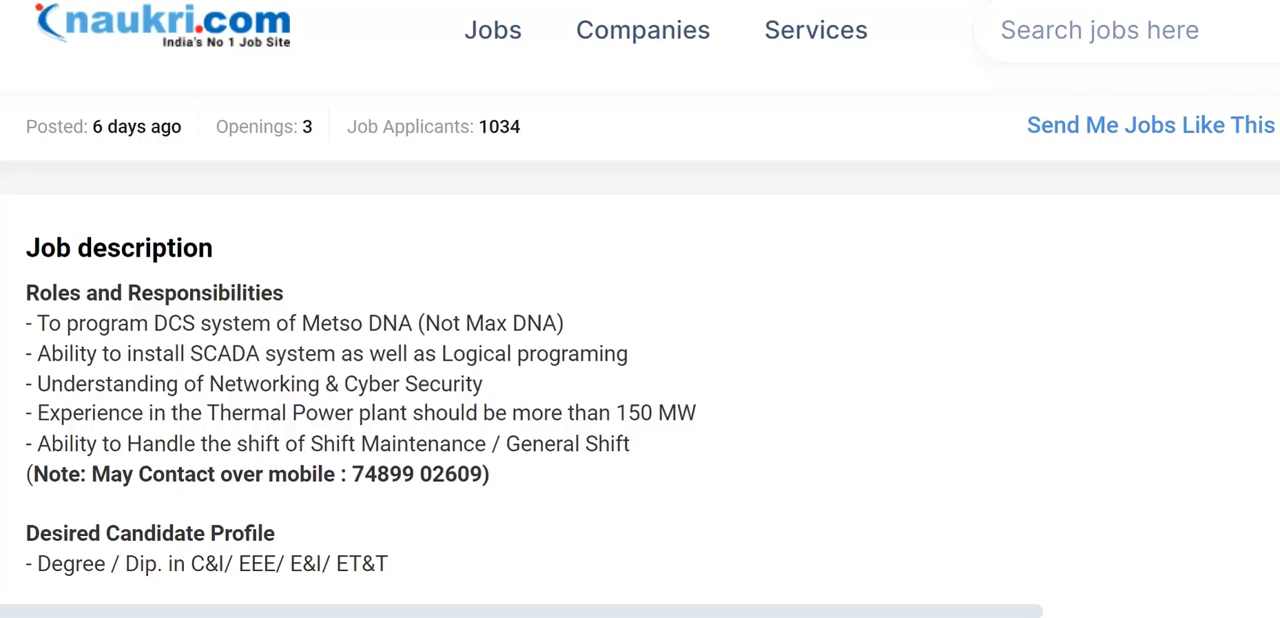 naukri.com
India's No 1 Job Site
Jobs Companies Services Search jobs here
Posted: 6 days ago Openings: 3 Job Applicants: 1034 Send Me Jobs Like This
Job description
Roles and Responsibilities
- To program DCS system of Metso DNA (Not Max DNA)
- Ability to install SCADA system as well as Logical programing
- Understanding of Networking & Cyber Security
- Experience in the Thermal Power plant should be more than 150 MW
- Ability to Handle the shift of Shift Maintenance / General Shift
(Note: May Contact over mobile : 74899 02609)
Desired Candidate Profile
- Degree / Dip. in C&I/ EEE/ E&I/ ET&T